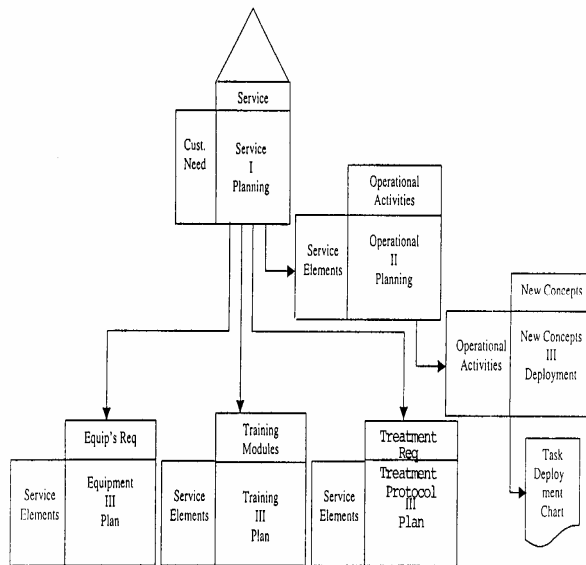 Service
Cust.
Need
Service
I
Planning
Operational
Activities
Service
Elements
Operational
II
Planning
New Concepts
Operational
Activities
New Concepts
III
Deployment
Equip's Req
Service
Elements
Equipment
III
Plan
Training
Modules
Service
Elements
Training
III
Plan
Treatment
Req
Service
Elements
Treatment
Protocol
III
Plan
Task
Deploy
ment
Chart